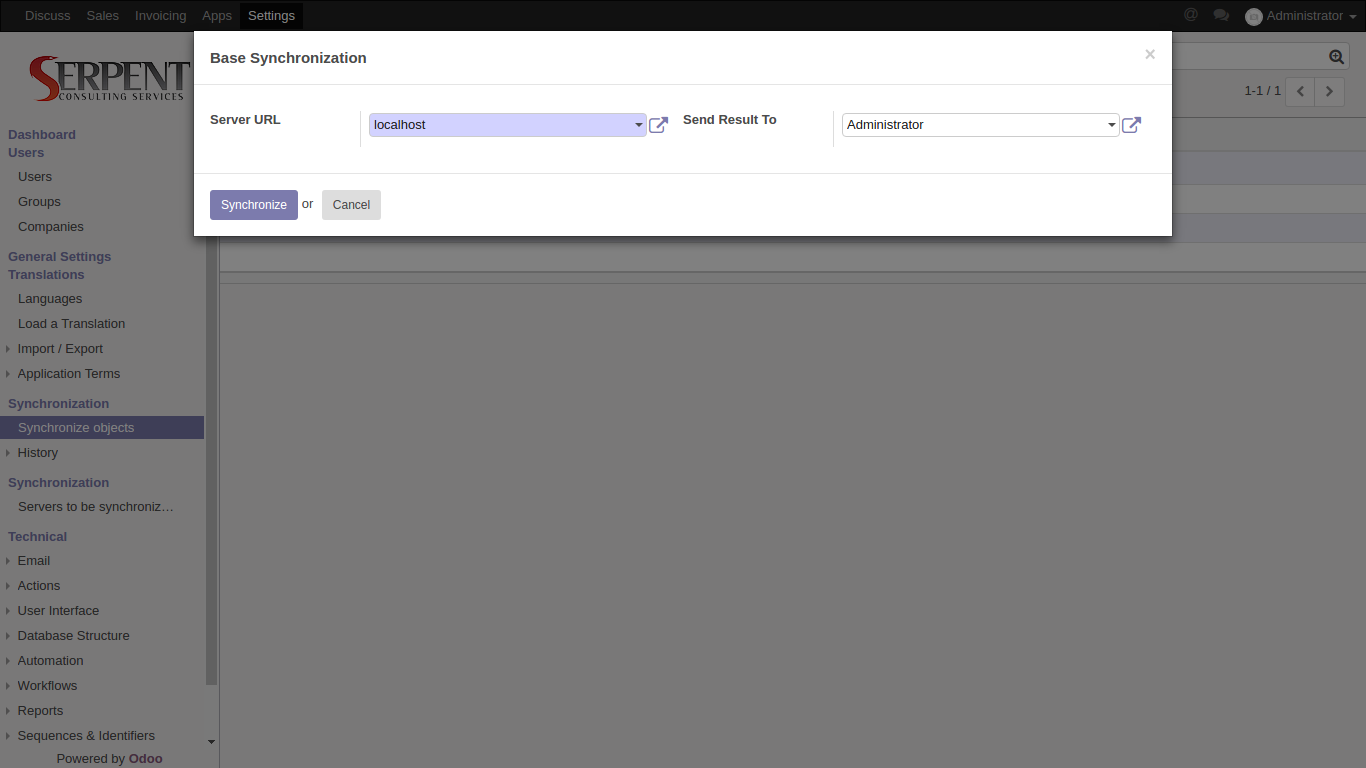 Discuss Sales Invoicing Apps Settings @ Administrator
Base Synchronization ×
SERPENT
CONSULTING SERVICES
1-1 / 1
Server URL localhost Send Result To Administrator
Synchronize or Cancel
Dashboard
Users
Users
Groups
Companies
General Settings
Translations
Languages
Load a Translation
Import / Export
Application Terms
Synchronization
Synchronize objects
History
Synchronization
Servers to be synchroniz…
Technical
Email
Actions
User Interface
Database Structure
Automation
Workflows
Reports
Sequences & Identifiers
Powered by Odoo